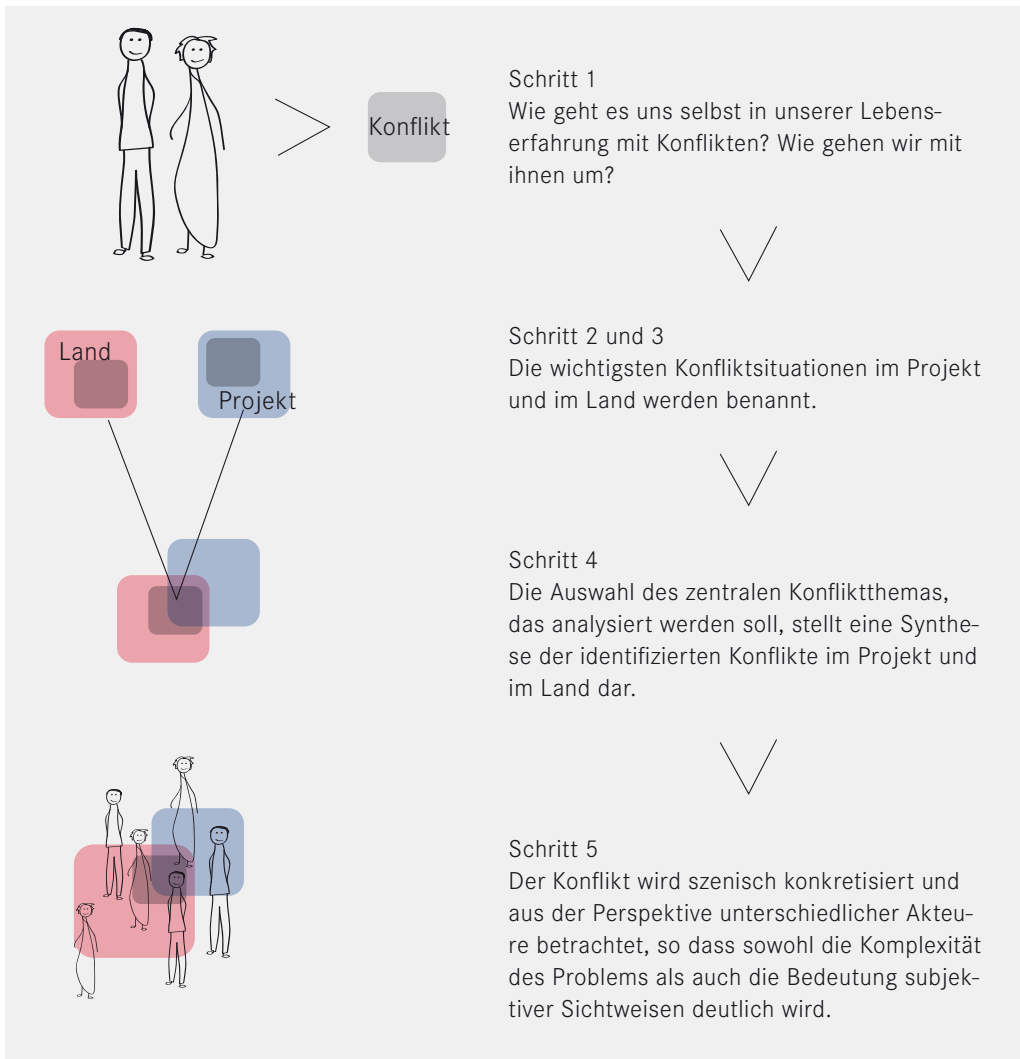 Konflikt
Schritt 1
Wie geht es uns selbst in unserer Lebens-
erfahrung mit Konflikten? Wie gehen wir mit
ihnen um?
Land
Projekt
Schritt 2 und 3
Die wichtigsten Konfliktsituationen im Projekt
und im Land werden benannt.
Schritt 4
Die Auswahl des zentralen Konfliktthemas,
das analysiert werden soll, stellt eine Synthe-
se der identifizierten Konflikte im Projekt und
im Land dar.
Schritt 5
Der Konflikt wird szenisch konkretisiert und
aus der Perspektive unterschiedlicher Akteu-
re betrachtet, so dass sowohl die Komplexität
des Problems als auch die Bedeutung subjek-
tiver Sichtweisen deutlich wird.